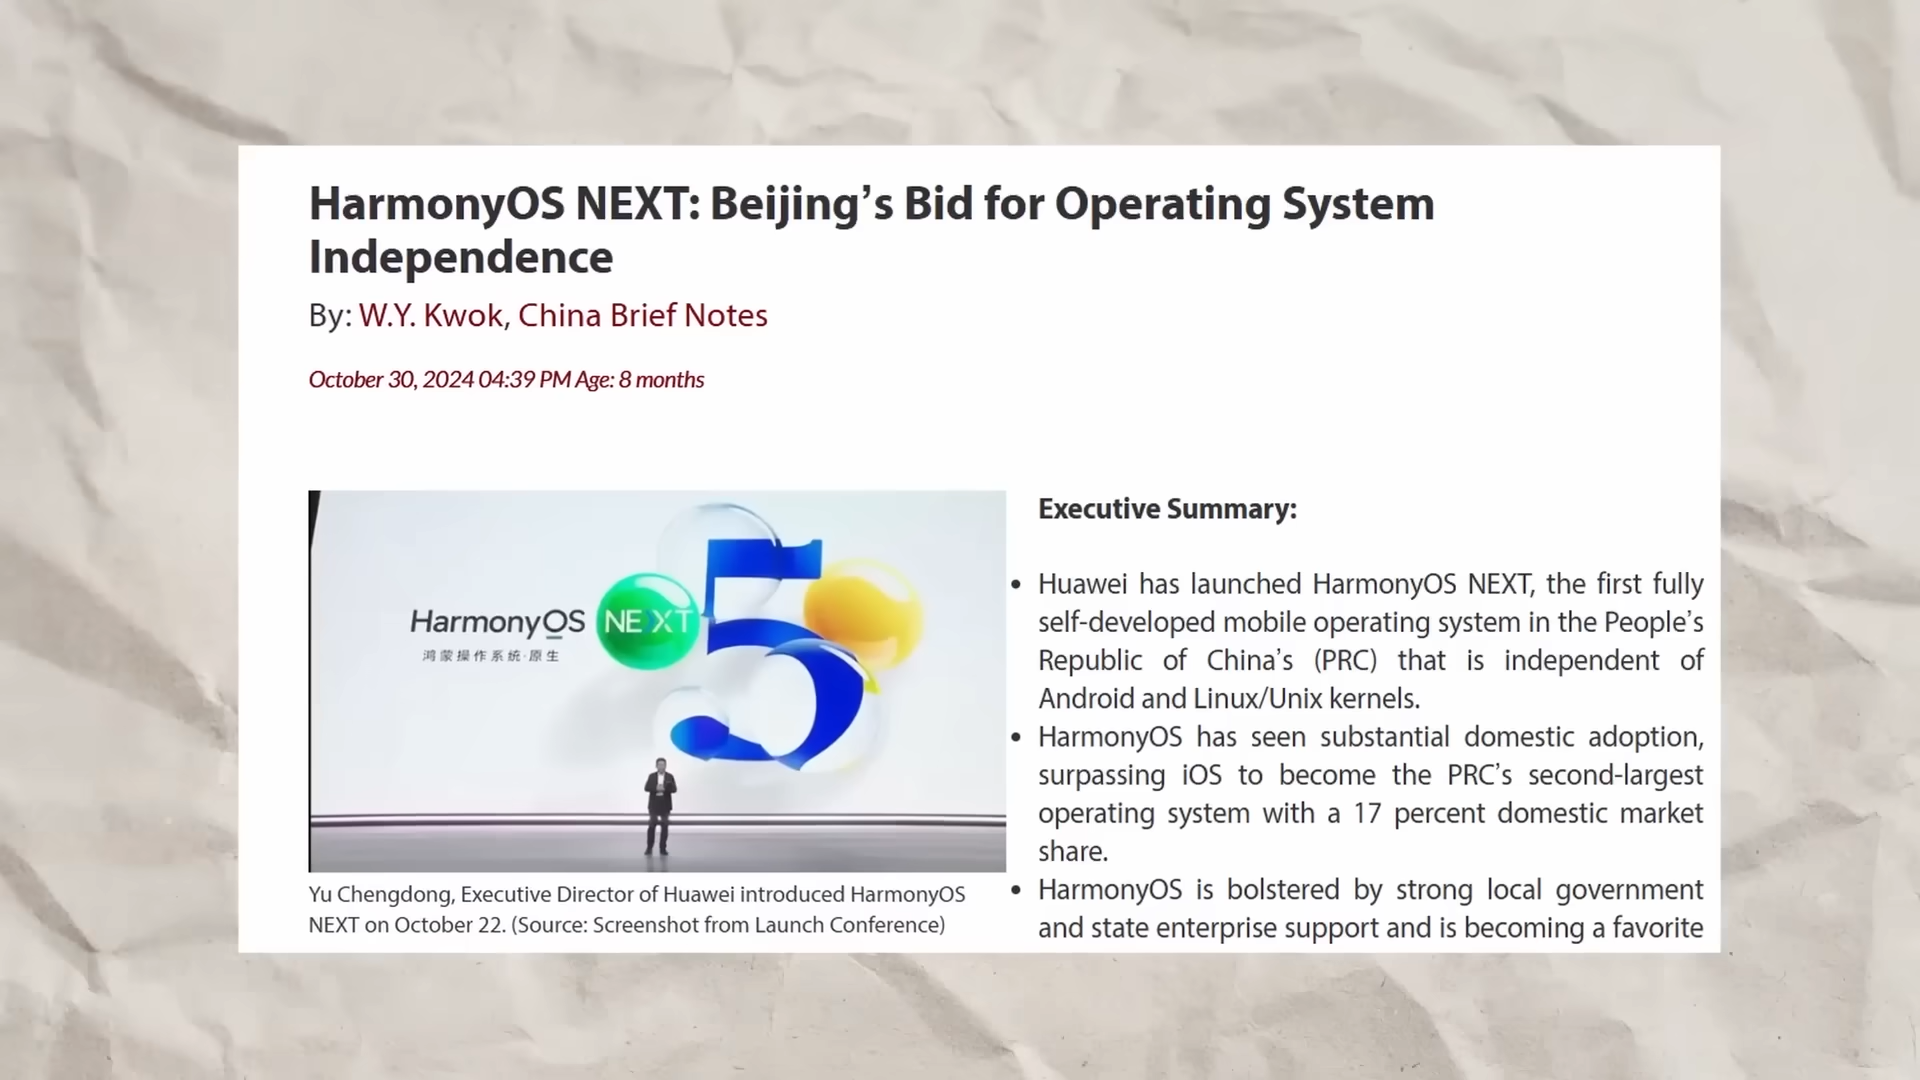 HarmonyOS NEXT: Beijing’s Bid for Operating System
Independence
By: W.Y. Kwok, China Brief Notes
October 30, 2024 04:39 PM Age: 8 months
HarmonyOS NEXT 5
鸿蒙操作系统·原生
Yu Chengdong, Executive Director of Huawei introduced HarmonyOS
NEXT on October 22. (Source: Screenshot from Launch Conference)
Executive Summary:
• Huawei has launched HarmonyOS NEXT, the first fully
self-developed mobile operating system in the People’s
Republic of China’s (PRC) that is independent of
Android and Linux/Unix kernels.
• HarmonyOS has seen substantial domestic adoption,
surpassing iOS to become the PRC’s second-largest
operating system with a 17 percent domestic market
share.
• HarmonyOS is bolstered by strong local government
and state enterprise support and is becoming a favorite